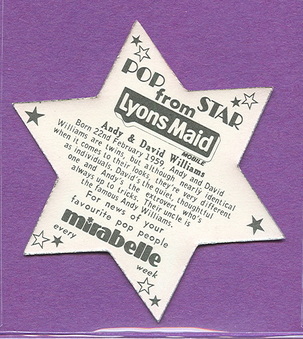 POP STAR
from
Lyons Maid
MOBILE
Andy & David Williams
Born 22nd February 1959, Andy and David
Williams are twins, but although nearly identical
when it comes to their looks, they're very different
as individuals. David's the quiet, thoughtful
one and Andy's the extrovert, who's
always up to tricks. Their uncle is
the famous Andy Williams.
For news of your
favourite pop people
mirabelle
every
week